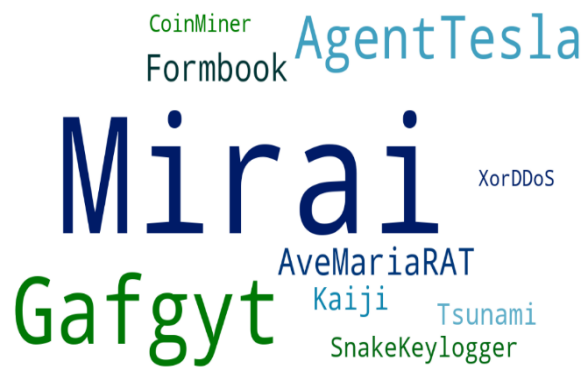 CoinMiner
AgentTesla
Formbook
Mirai
XorDDoS
AveMariaRAT
Gafgyt
Kaiji
Tsunami
SnakeKeylogger